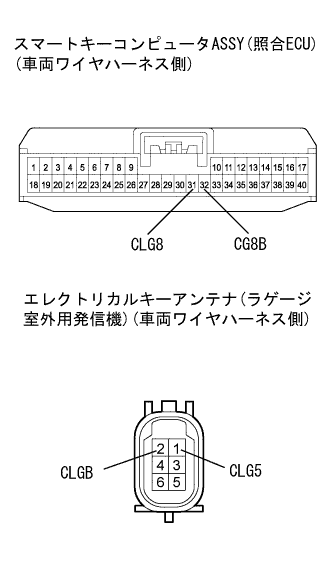 スマートキーコンピュータASSY(照合ECU)
(車両ワイヤハーネス側)
1 2 3 4 5 6 7 8 9 10 11 12 13 14 15 16 17
18 19 20 21 22 23 24 25 26 27 28 29 30 31 32 33 34 35 36 37 38 39 40
CLG8 CG8B
エレクトリカルキーアンテナ(ラゲージ
室外用発信機)(車両ワイヤハーネス側)
2 1
CLGB 4 3 CLG5
6 5